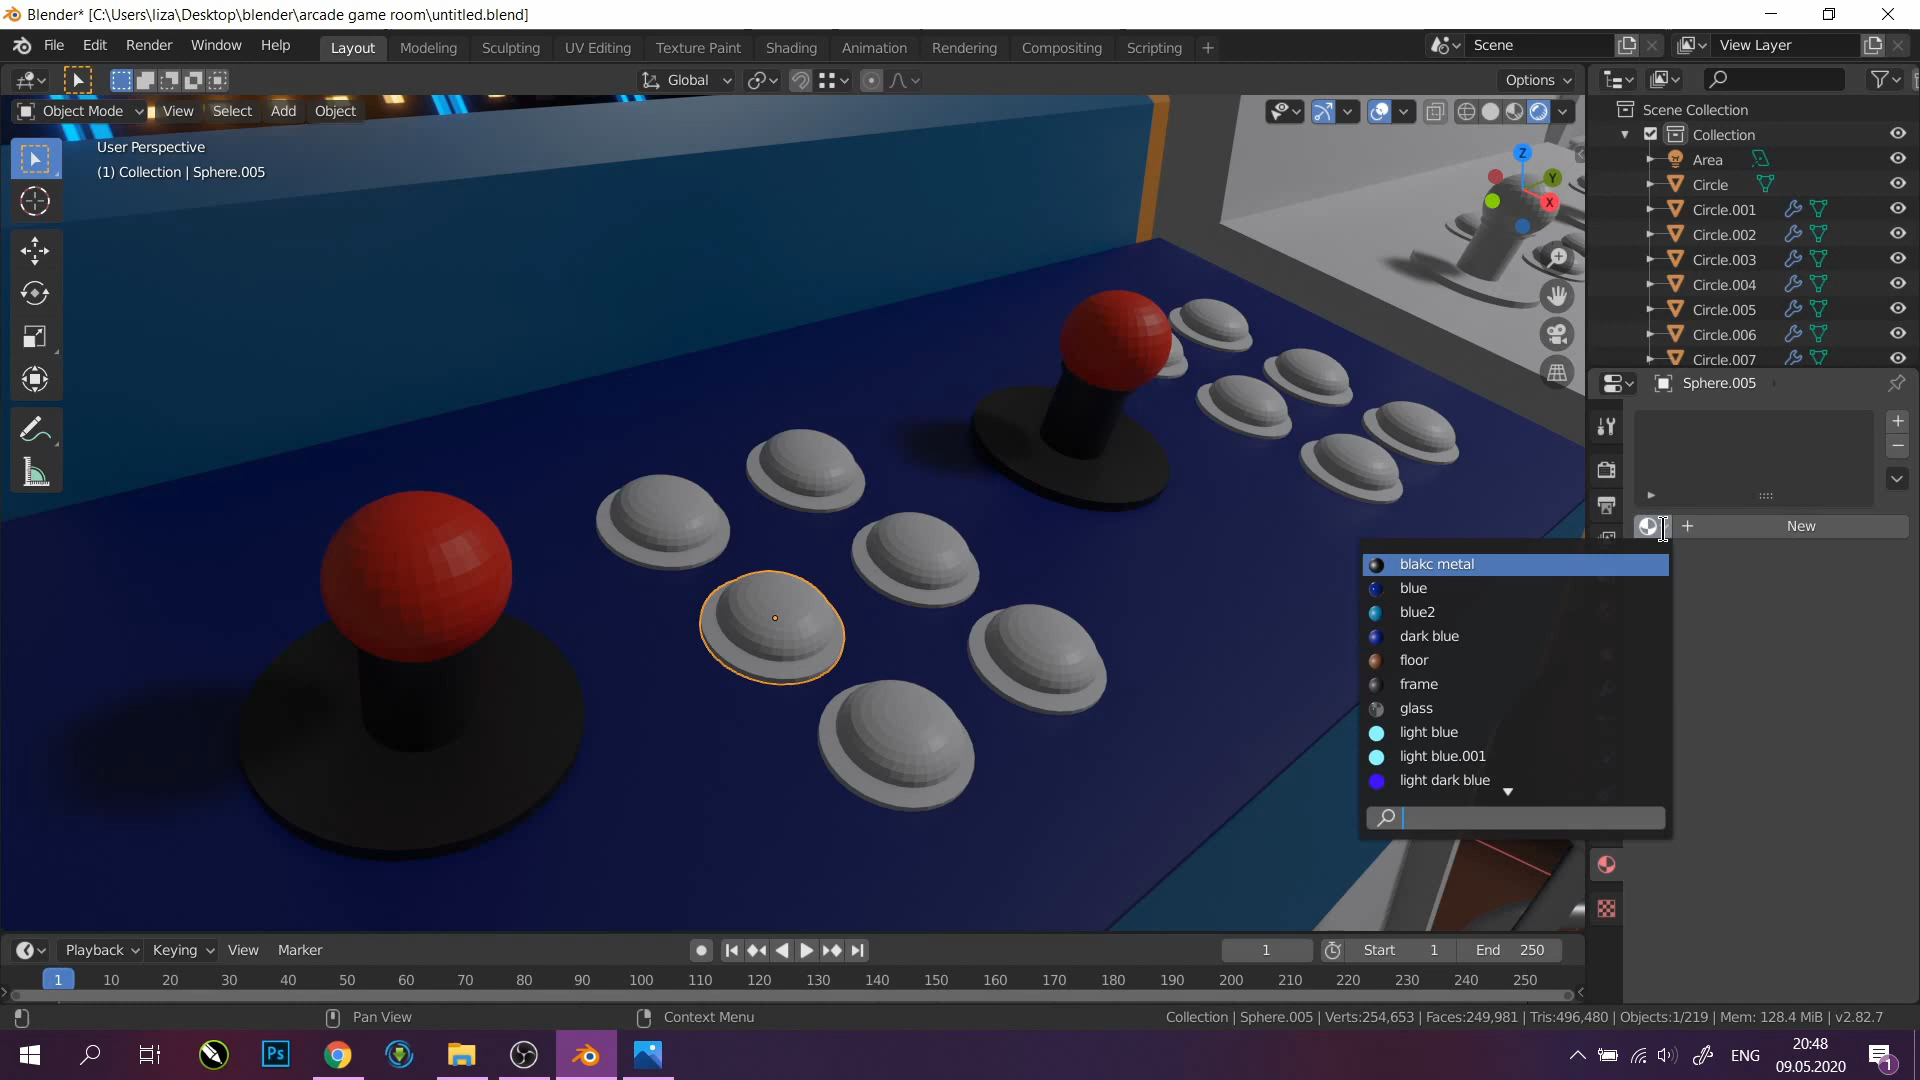 Blender* [C:\Users\liza\Desktop\blender\arcade game room\untitled.blend]
File Edit Render Window Help Layout Modeling Sculpting UV Editing Texture Paint Shading Animation Rendering Compositing Scripting + Scene View Layer
Global Options
Object Mode View Select Add Object
User Perspective
(1) Collection | Sphere.005
Z
Y
X
Scene Collection
Collection
Area
Circle
Circle.001
Circle.002
Circle.003
Circle.004
Circle.005
Circle.006
Circle.007
Sphere.005
New
blakc metal
blue
blue2
dark blue
floor
frame
glass
light blue
light blue.001
light dark blue
Playback Keying View Marker 1 Start 1 End 250
1 10 20 30 40 50 60 70 80 90 100 110 120 130 140 150 160 170 180 190 200 210 220 230 240 250
Pan View Context Menu Collection | Sphere.005 | Verts:254,653 | Faces:249,981 | Tris:496,480 | Objects:1/219 | Mem: 128.4 MiB | v2.82.7
Ps ENG 20:48
09.05.2020
1